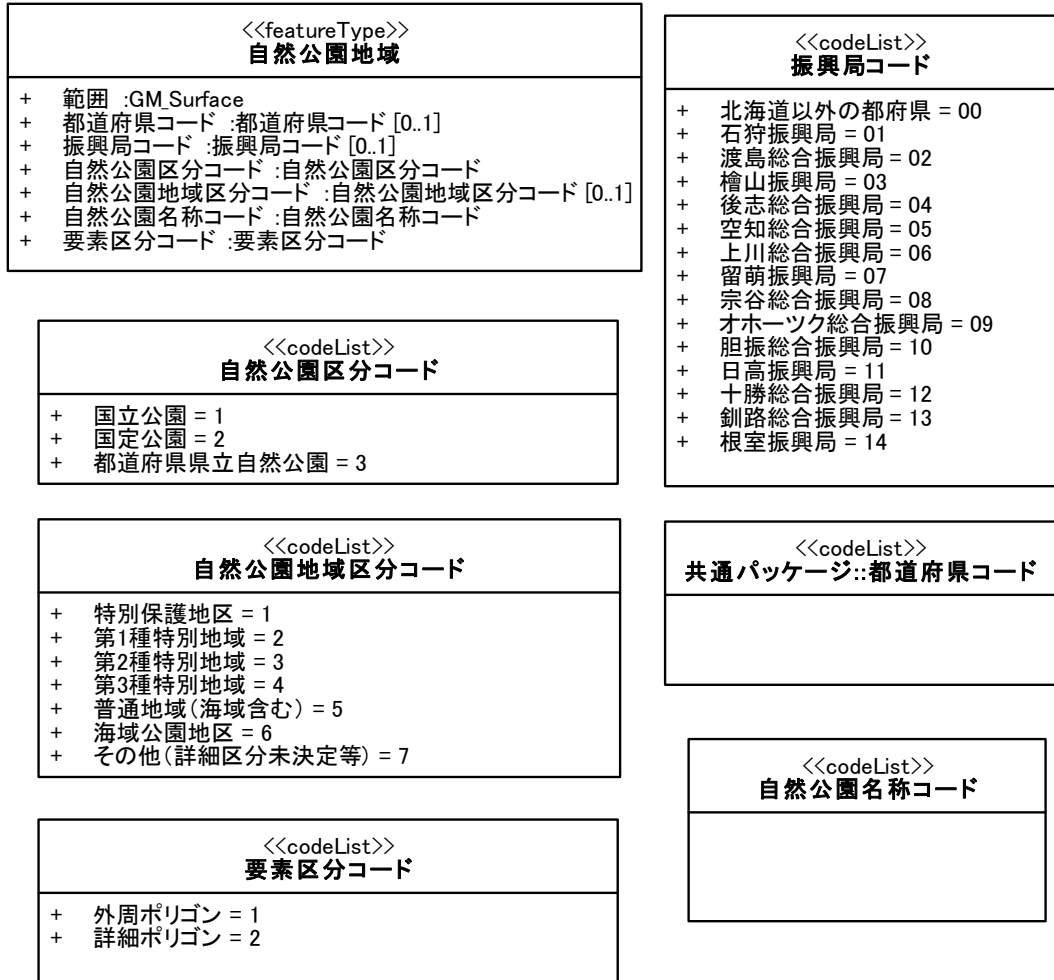 <<featureType>>
自然公園地域
+ 範囲 :GM_Surface
+ 都道府県コード :都道府県コード [0..1]
+ 振興局コード :振興局コード [0..1]
+ 自然公園区分コード :自然公園区分コード
+ 自然公園地域区分コード :自然公園地域区分コード [0..1]
+ 自然公園名称コード :自然公園名称コード
+ 要素区分コード :要素区分コード
<<codeList>>
自然公園区分コード
+ 国立公園 = 1
+ 国定公園 = 2
+ 都道府県県立自然公園 = 3
<<codeList>>
自然公園地域区分コード
+ 特別保護地区 = 1
+ 第1種特別地域 = 2
+ 第2種特別地域 = 3
+ 第3種特別地域 = 4
+ 普通地域(海域含む) = 5
+ 海域公園地区 = 6
+ その他(詳細区分未決定等) = 7
<<codeList>>
要素区分コード
+ 外周ポリゴン = 1
+ 詳細ポリゴン = 2
<<codeList>>
振興局コード
+ 北海道以外の都府県 = 00
+ 石狩振興局 = 01
+ 渡島総合振興局 = 02
+ 檜山振興局 = 03
+ 後志総合振興局 = 04
+ 空知総合振興局 = 05
+ 上川総合振興局 = 06
+ 留萌振興局 = 07
+ 宗谷総合振興局 = 08
+ オホーツク総合振興局 = 09
+ 胆振総合振興局 = 10
+ 日高振興局 = 11
+ 十勝総合振興局 = 12
+ 釧路総合振興局 = 13
+ 根室振興局 = 14
<<codeList>>
共通パッケージ::都道府県コード
<<codeList>>
自然公園名称コード